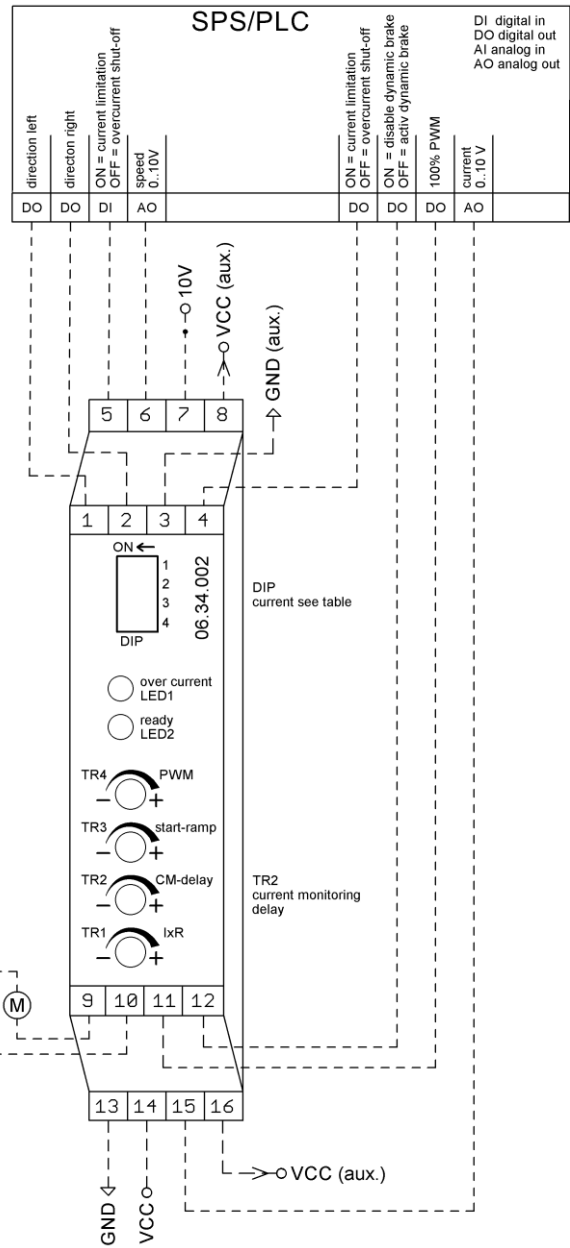 SPS/PLC
DI digital in
DO digital out
AI analog in
AO analog out
direction left
directon right
ON = current limitation
OFF = overcurrent shut-off
speed
0..10V
ON = current limitation
OFF = overcurrent shut-off
ON = disable dynamic brake
OFF = activ dynamic brake
100% PWM
current
0..10 V
DO DO DI AO DO DO DO AO
10V
VCC (aux.)
GND (aux.)
5 6 7 8
1 2 3 4
ON
1
2
3
4
DIP
06.34.002
DIP
current see table
over current
LED1
ready
LED2
TR4 PWM
- +
TR3 start-ramp
- +
TR2 CM-delay
- +
TR2
current monitoring
delay
TR1 IxR
- +
M
9 10 11 12
13 14 15 16
VCC (aux.)
GND
VCC